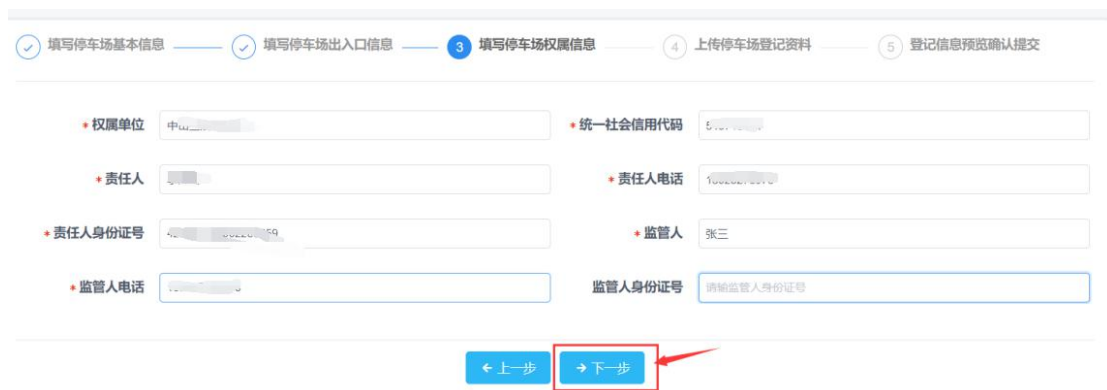 填写停车场基本信息 填写停车场出入口信息 3 填写停车场权属信息 4 上传停车场登记资料 5 登记信息预览确认提交
* 权属单位 中山 * 统一社会信用代码
* 责任人 * 责任人电话
* 责任人身份证号 * 监管人 张三
* 监管人电话 监管人身份证号 请输监管人身份证号
← 上一步 → 下一步